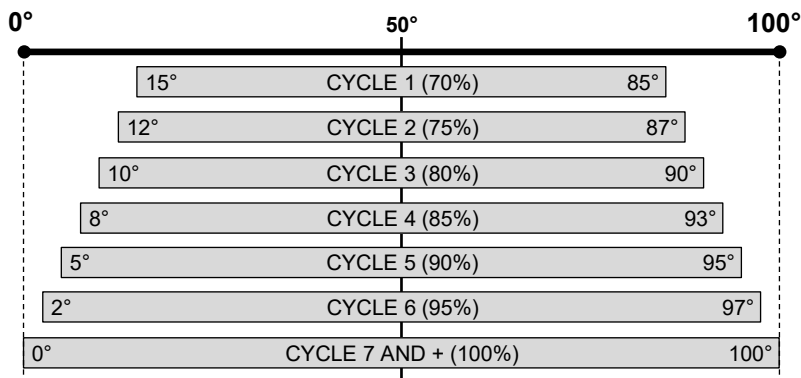 0° 50° 100°
15° CYCLE 1 (70%) 85°
12° CYCLE 2 (75%) 87°
10° CYCLE 3 (80%) 90°
8° CYCLE 4 (85%) 93°
5° CYCLE 5 (90%) 95°
2° CYCLE 6 (95%) 97°
0° CYCLE 7 AND + (100%) 100°